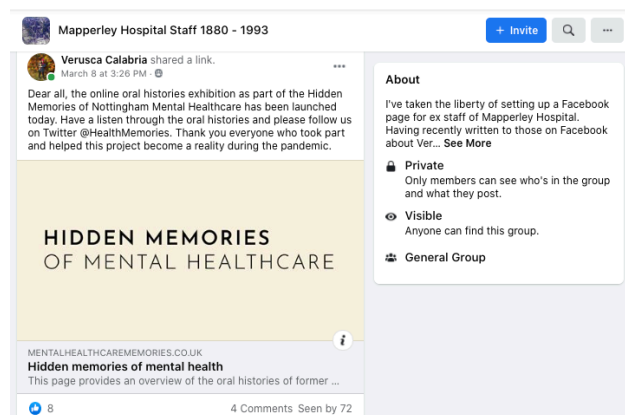 Mapperley Hospital Staff 1880 - 1993
+ Invite
Verusca Calabria shared a link.
March 8 at 3:26 PM ·
Dear all, the online oral histories exhibition as part of the Hidden
Memories of Nottingham Mental Healthcare has been launched
today. Have a listen through the oral histories and please follow us
on Twitter @HealthMemories. Thank you everyone who took part
and helped this project become a reality during the pandemic.
HIDDEN MEMORIES
OF MENTAL HEALTHCARE
MENTALHEALTHCAREMEMORIES.CO.UK
Hidden memories of mental health
This page provides an overview of the oral histories of former ...
8
4 Comments Seen by 72
About
I've taken the liberty of setting up a Facebook
page for ex staff of Mapperley Hospital.
Having recently written to those on Facebook
about Ver... See More
Private
Only members can see who's in the group
and what they post.
Visible
Anyone can find this group.
General Group